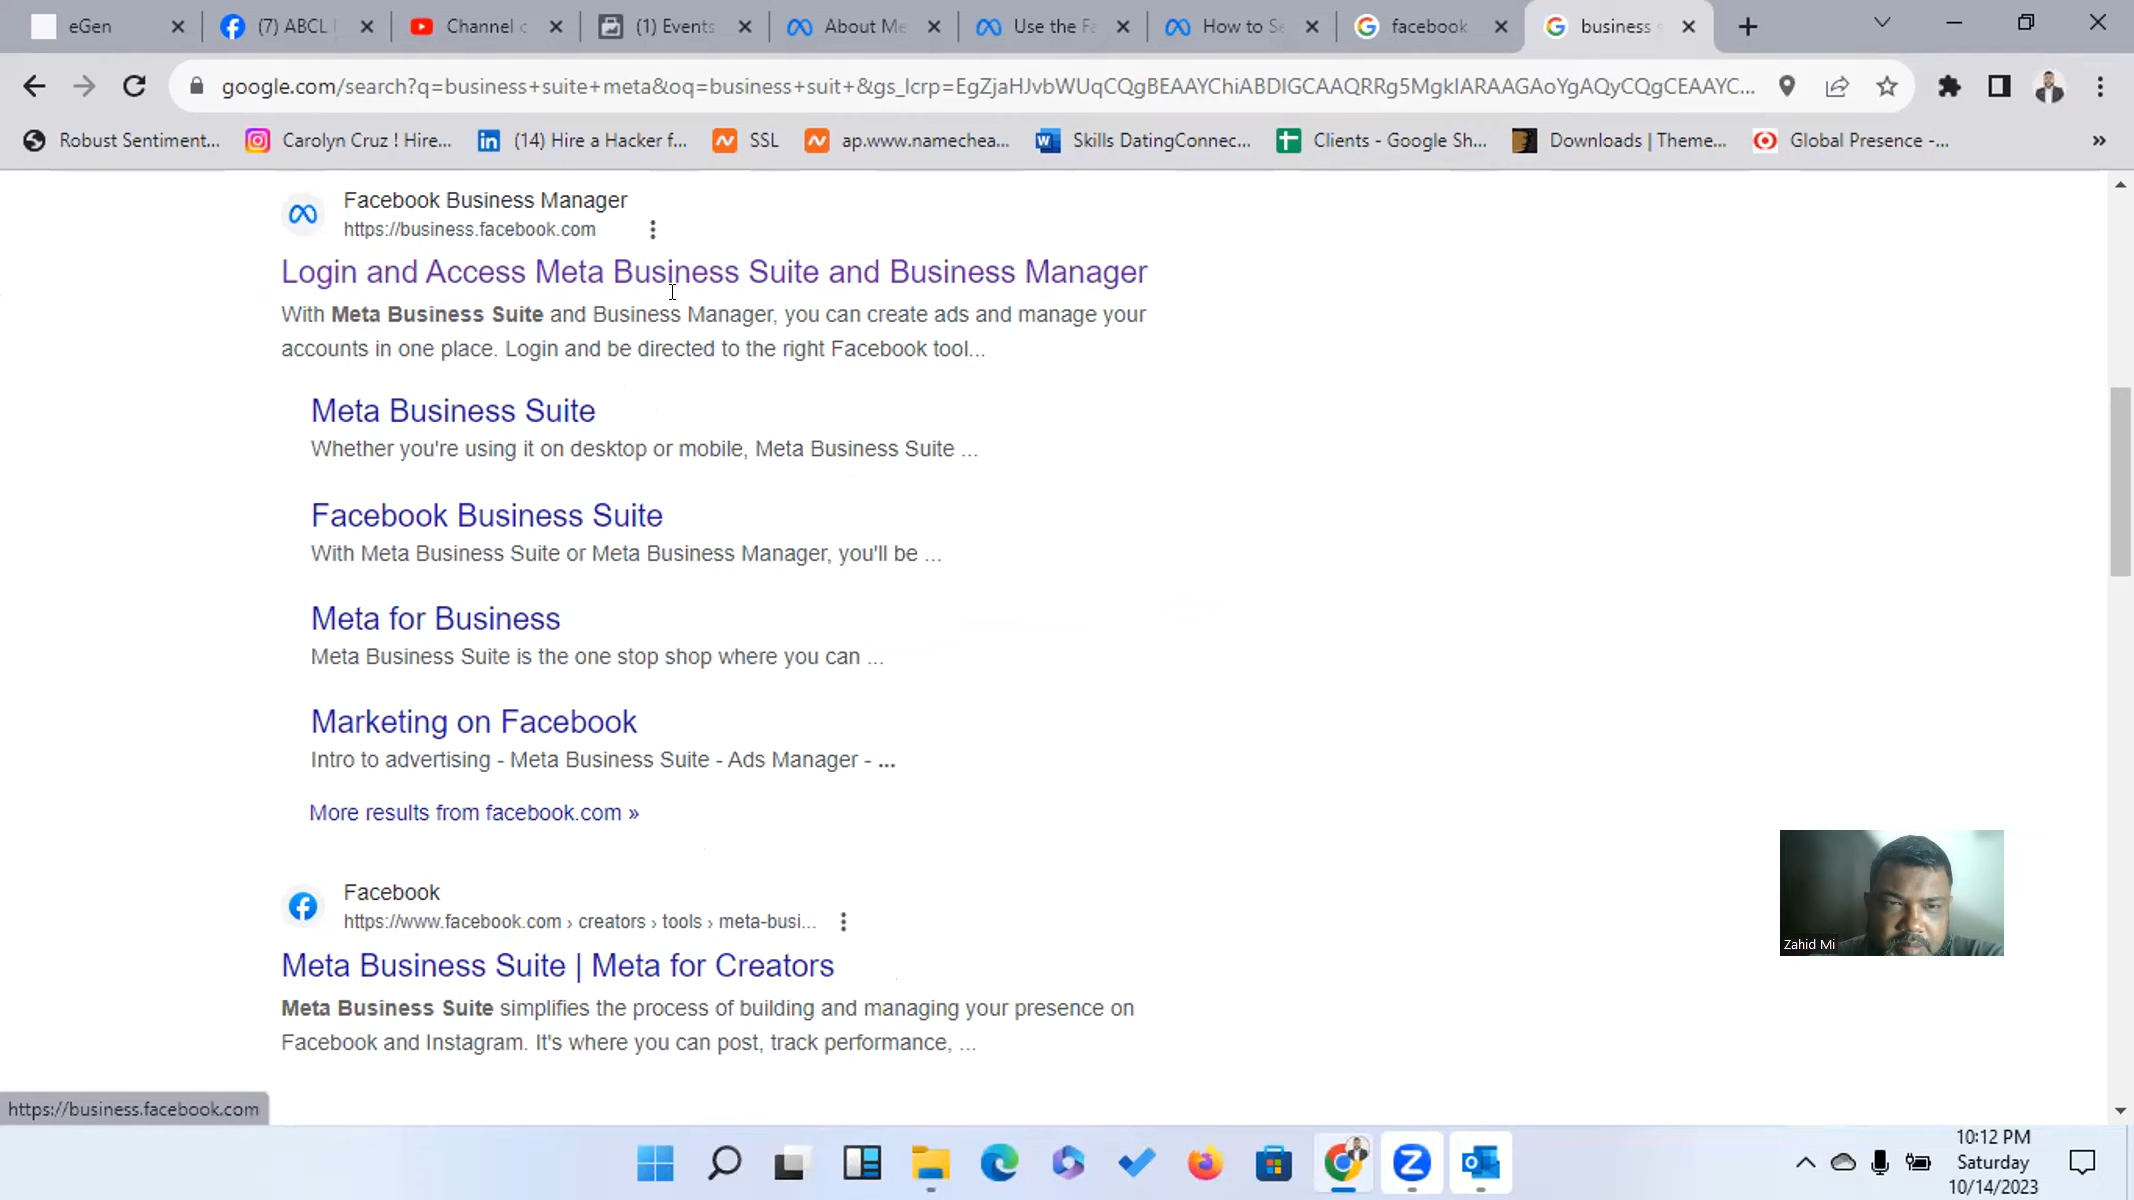 eGen
(7) ABCL
Channel c
(1) Events
About Me
Use the Fa
How to Se
facebook
business s
google.com/search?q=business+suite+meta&oq=business+suit+&gs_lcrp=EgZjaHJvbWUqCQgBEAAYChiABDIGCAAQRRg5MgkIARAAGAoYgAQyCQgCEAAYC...
Robust Sentiment...
Carolyn Cruz ! Hire...
(14) Hire a Hacker f...
SSL
ap.www.namechea...
Skills DatingConnec...
Clients - Google Sh...
Downloads | Theme...
Global Presence -...
»
Facebook Business Manager
https://business.facebook.com
Login and Access Meta Business Suite and Business Manager
With Meta Business Suite and Business Manager, you can create ads and manage your
accounts in one place. Login and be directed to the right Facebook tool...
Meta Business Suite
Whether you're using it on desktop or mobile, Meta Business Suite ...
Facebook Business Suite
With Meta Business Suite or Meta Business Manager, you'll be ...
Meta for Business
Meta Business Suite is the one stop shop where you can ...
Marketing on Facebook
Intro to advertising - Meta Business Suite - Ads Manager - ...
More results from facebook.com »
Facebook
https://www.facebook.com › creators › tools › meta-busi...
Meta Business Suite | Meta for Creators
Meta Business Suite simplifies the process of building and managing your presence on
Facebook and Instagram. It's where you can post, track performance, ...
Zahid Mi
https://business.facebook.com
10:12 PM
Saturday
10/14/2023